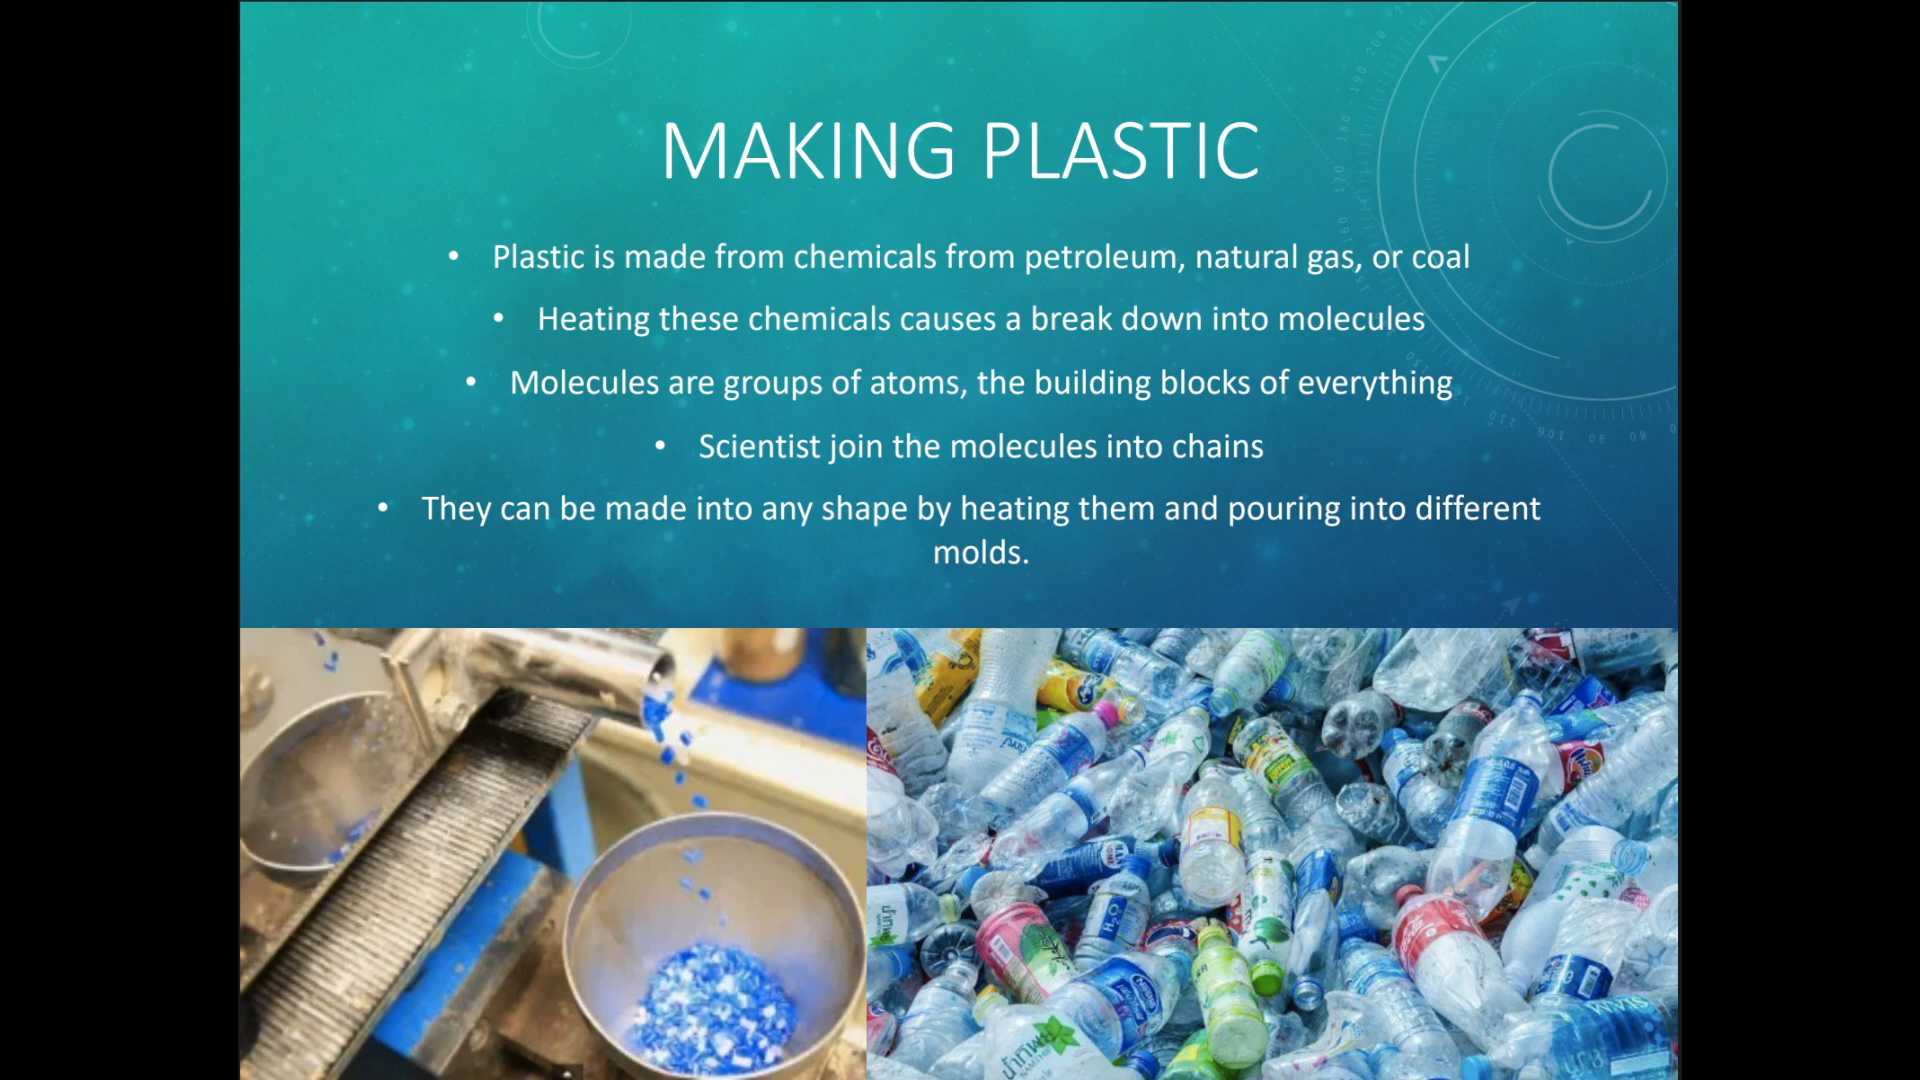 MAKING PLASTIC
• Plastic is made from chemicals from petroleum, natural gas, or coal
• Heating these chemicals causes a break down into molecules
• Molecules are groups of atoms, the building blocks of everything
• Scientist join the molecules into chains
• They can be made into any shape by heating them and pouring into different
molds.
H₂O